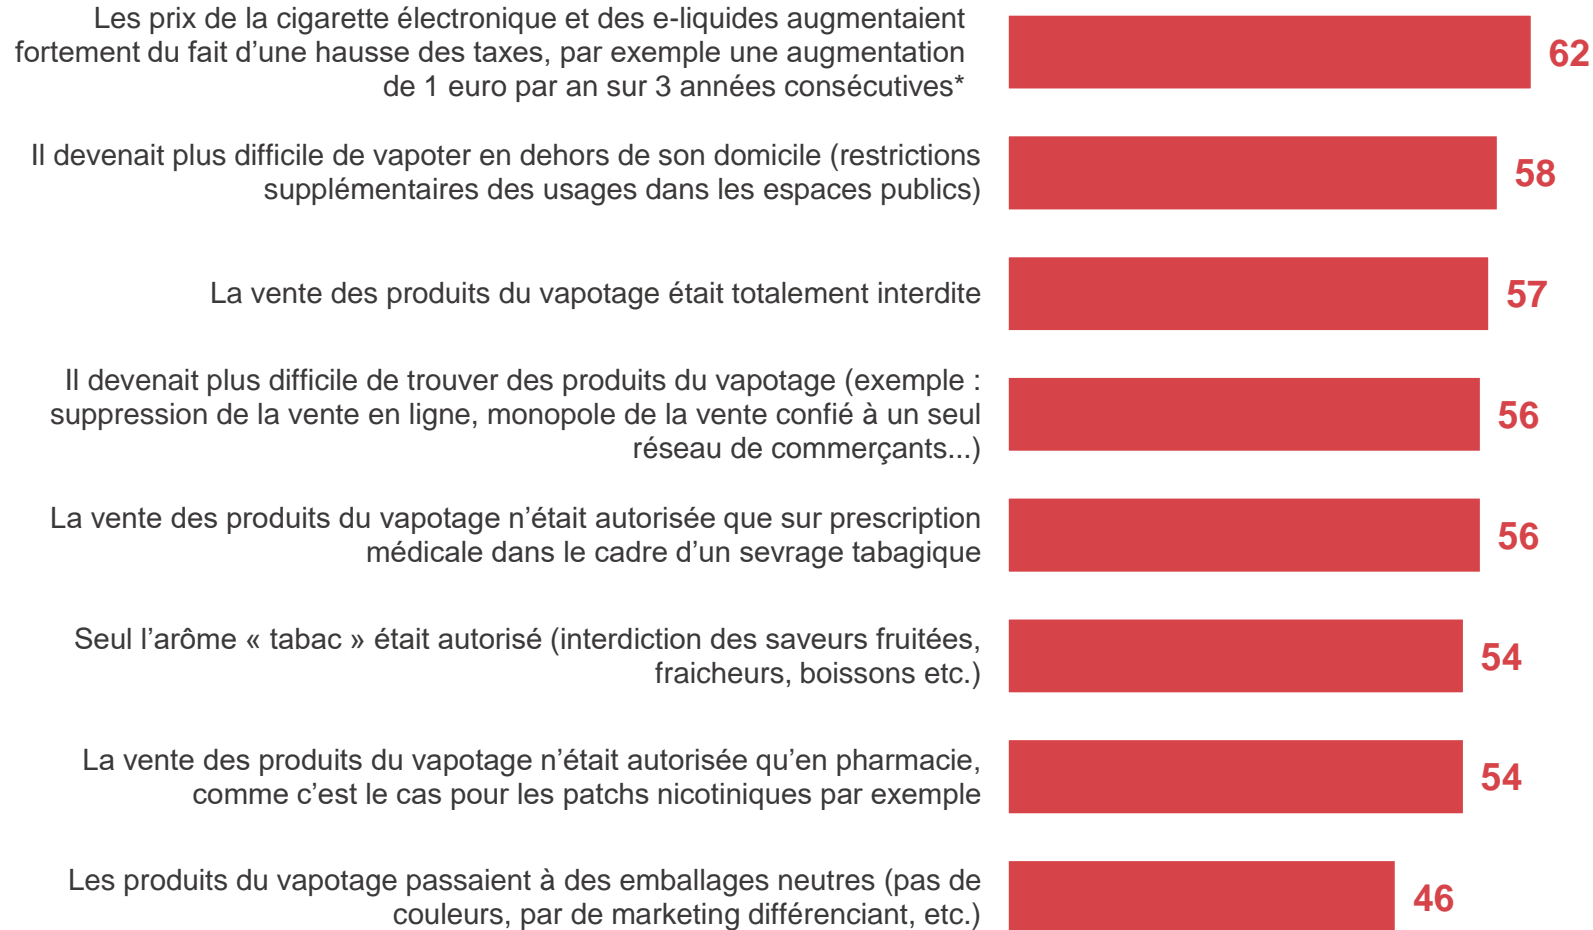 Les prix de la cigarette électronique et des e-liquides augmentaient
fortement du fait d’une hausse des taxes, par exemple une augmentation
de 1 euro par an sur 3 années consécutives*
62
Il devenait plus difficile de vapoter en dehors de son domicile (restrictions
supplémentaires des usages dans les espaces publics)
58
La vente des produits du vapotage était totalement interdite
57
Il devenait plus difficile de trouver des produits du vapotage (exemple :
suppression de la vente en ligne, monopole de la vente confié à un seul
réseau de commerçants...)
56
La vente des produits du vapotage n’était autorisée que sur prescription
médicale dans le cadre d’un sevrage tabagique
56
Seul l’arôme « tabac » était autorisé (interdiction des saveurs fruitées,
fraicheurs, boissons etc.)
54
La vente des produits du vapotage n’était autorisée qu’en pharmacie,
comme c’est le cas pour les patchs nicotiniques par exemple
54
Les produits du vapotage passaient à des emballages neutres (pas de
couleurs, par de marketing différenciant, etc.)
46